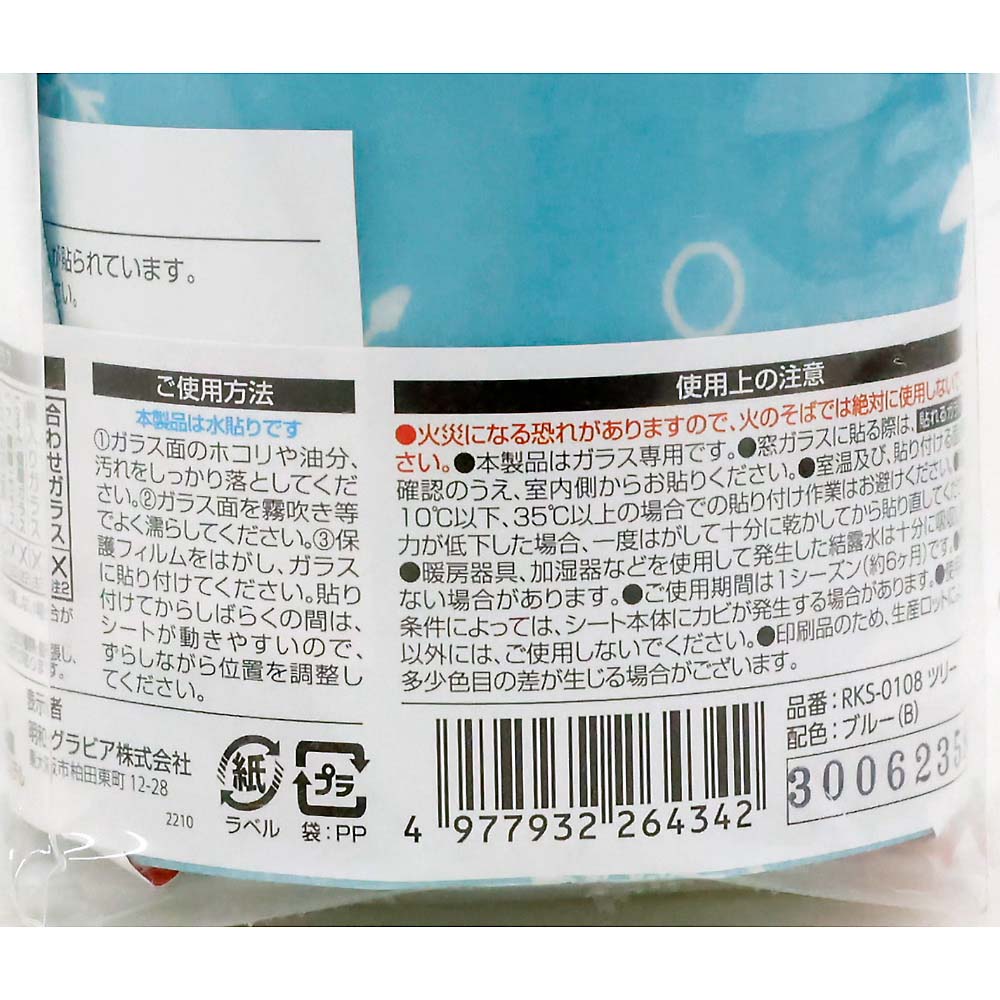 貼られています。
い。
ご使用方法
本製品は水貼りです
①ガラス面のホコリや油分、
汚れをしっかり落としてくださ
い。②ガラス面を霧吹き等
でよく濡らしてください。③保
護フィルムをはがし、ガラス
に貼り付けてください。貼り
付けてからしばらくの間は、
シートが動きやすいので、
ずらしながら位置を調整し
てください。
合わせガラス
×
注2
使用上の注意
●火災になる恐れがありますので、火のそばでは絶対に使用しないで
さい。●本製品はガラス専用です。●窓ガラスに貼る際は、貼れるガラ
確認のうえ、室内側からお貼りください。●室温及び、貼り付ける
10℃以下、35℃以上の場合での貼り付け作業はお避けください。
力が低下した場合、一度はがして十分に乾かしてから貼り直してくだ
●暖房器具、加湿器などを使用して発生した結露水は十分に吸収
ない場合があります。●ご使用期間は1シーズン(約6ヶ月)です。
条件によっては、シート本体にカビが発生する場合があります。●使用
以外には、ご使用しないでください。●印刷品のため、生産ロットに
多少色目の差が生じる場合がございます。
表示者
明和グラビア株式会社
東大阪市柏田東町 12-28
2210
紙
ラベル
プラ
袋:PP
4 977932 264342
品番:RKS-0108 ツリー
配色:ブルー(B)
3006235